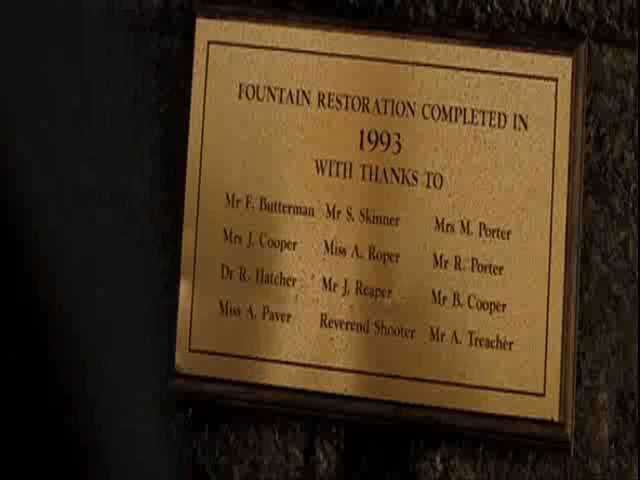 FOUNTAIN RESTORATION COMPLETED IN
1993
WITH THANKS TO
Mr F. Butterman Mr S. Skinner Mrs M. Porter
Mrs J. Cooper Miss A. Roper Mr R. Porter
Dr R. Hatcher Mr J. Reaper Mr B. Cooper
Miss A. Paver Reverend Shooter Mr A. Treacher